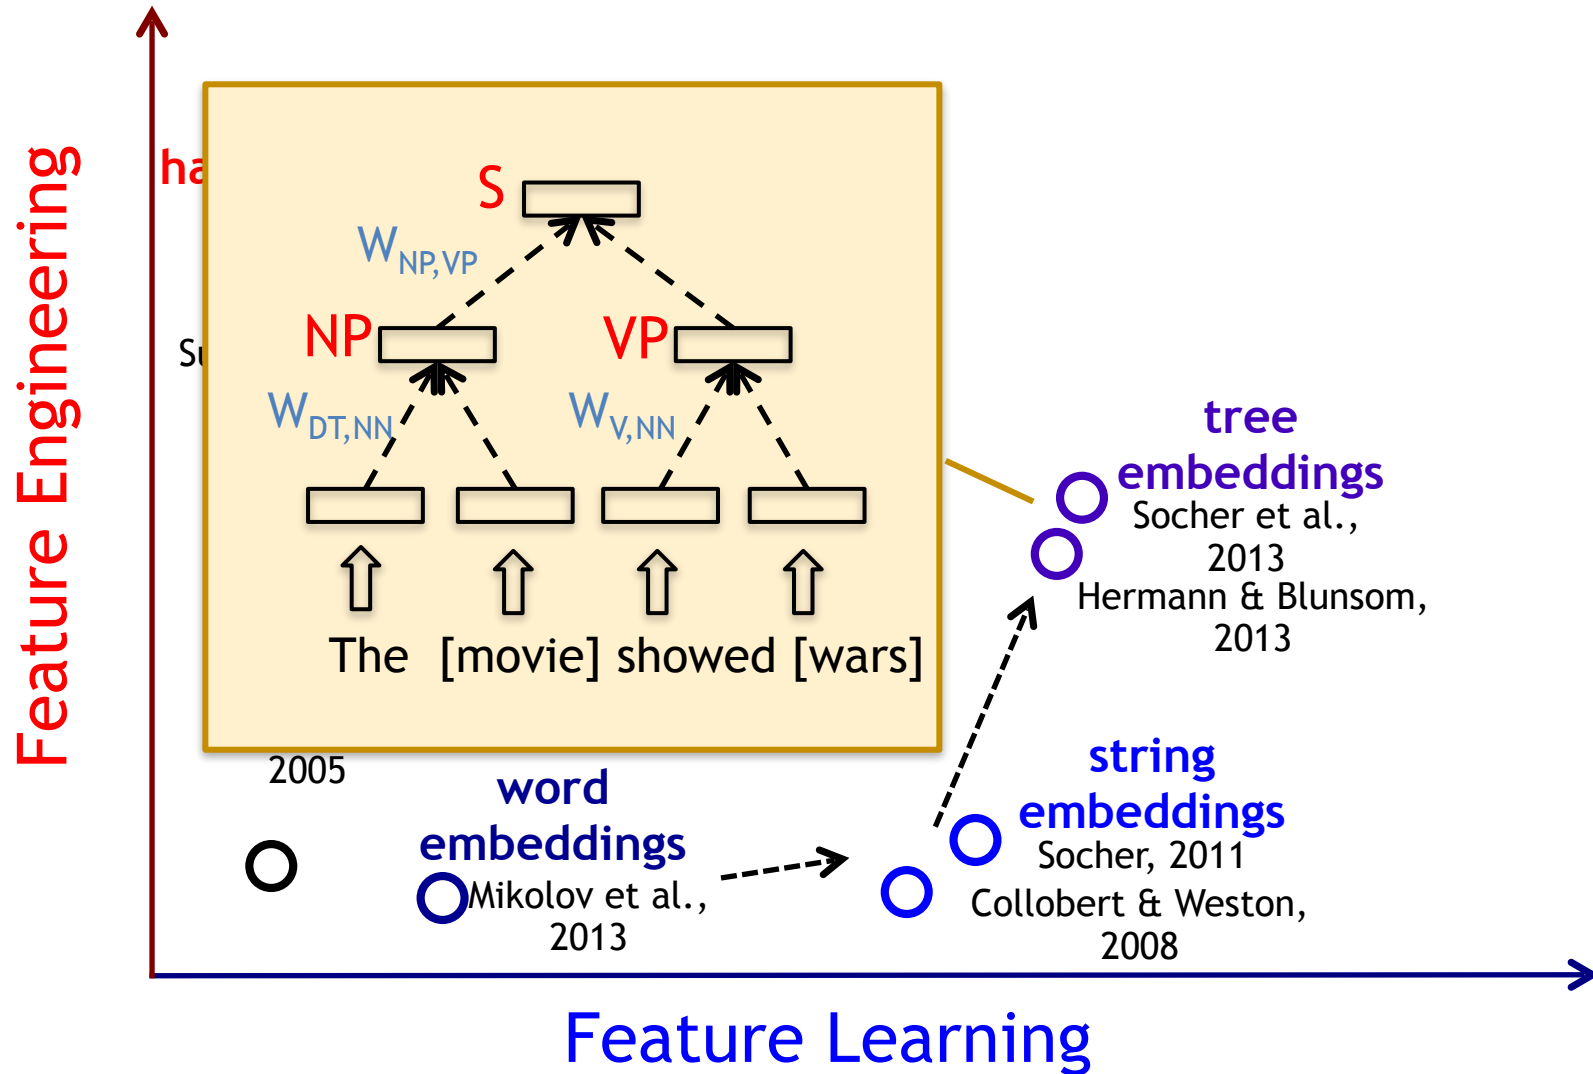 Feature Engineering
ha
S
W NP,VP
NP
VP
Su
W DT,NN
W V,NN
The [movie] showed [wars]
tree
embeddings
Socher et al.,
2013
Hermann & Blunsom,
2013
2005
word
embeddings
Mikolov et al.,
2013
string
embeddings
Socher, 2011
Collobert & Weston,
2008
Feature Learning